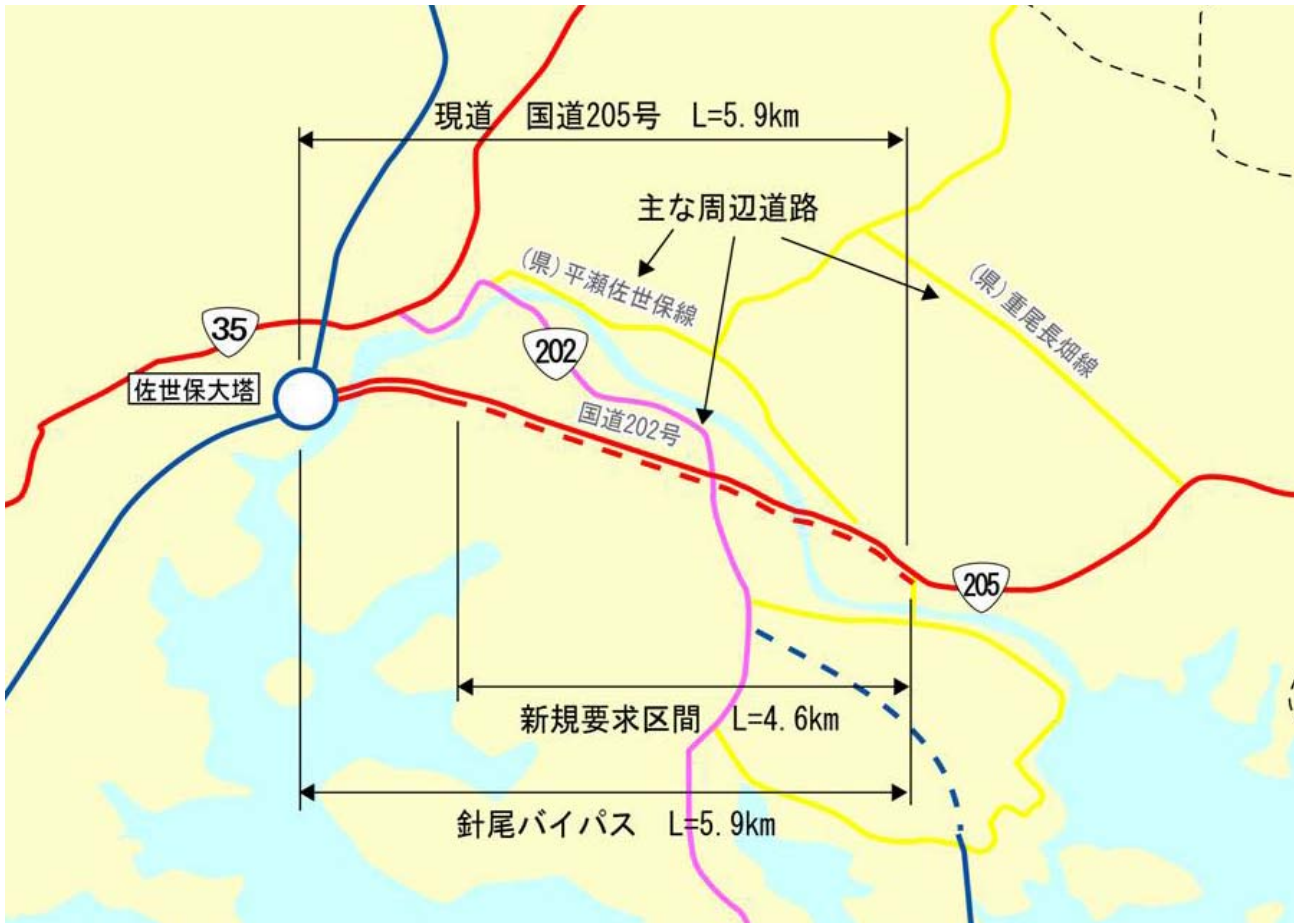 現道　国道205号　L=5.9km
主な周辺道路
(県)平瀬佐世保線
(県)重尾長畑線
35
202
佐世保大塔
国道202号
205
新規要求区間　L=4.6km
針尾バイパス　L=5.9km